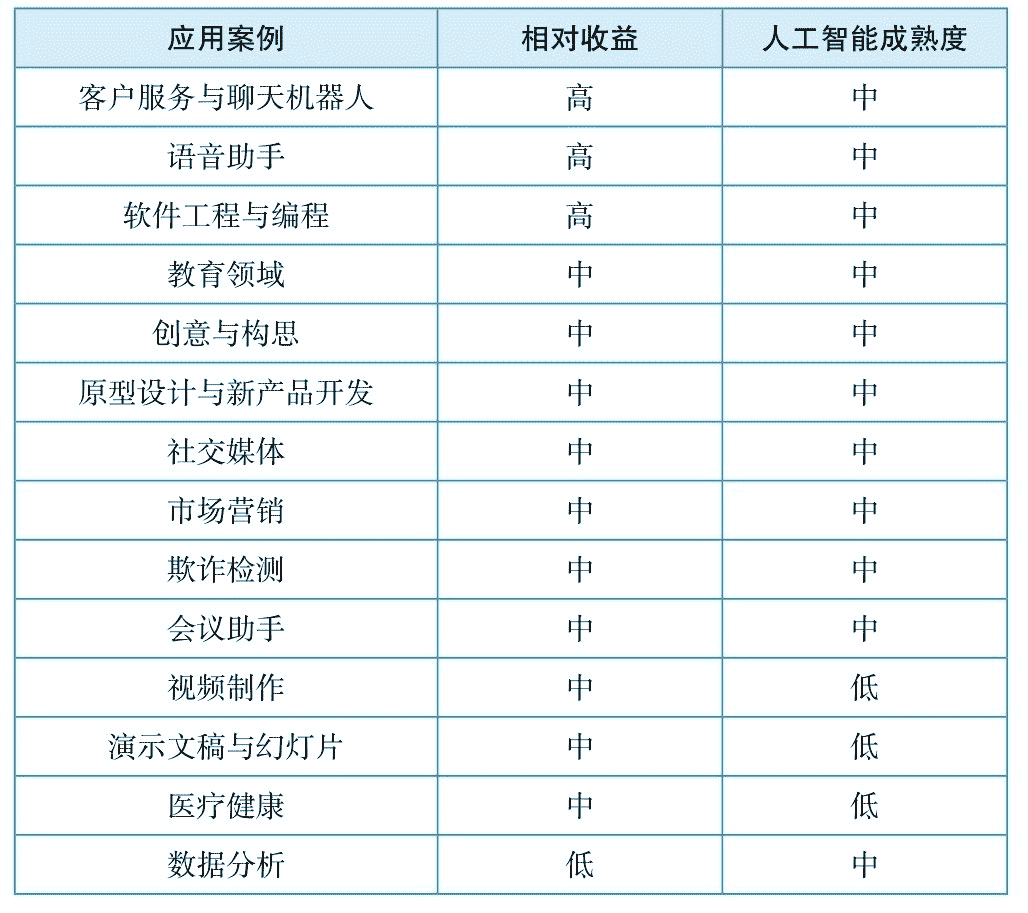 应用案例 相对收益 人工智能成熟度
客户服务与聊天机器人 高 中
语音助手 高 中
软件工程与编程 高 中
教育领域 中 中
创意与构思 中 中
原型设计与新产品开发 中 中
社交媒体 中 中
市场营销 中 中
欺诈检测 中 中
会议助手 中 中
视频制作 中 低
演示文稿与幻灯片 中 低
医疗健康 中 低
数据分析 低 中